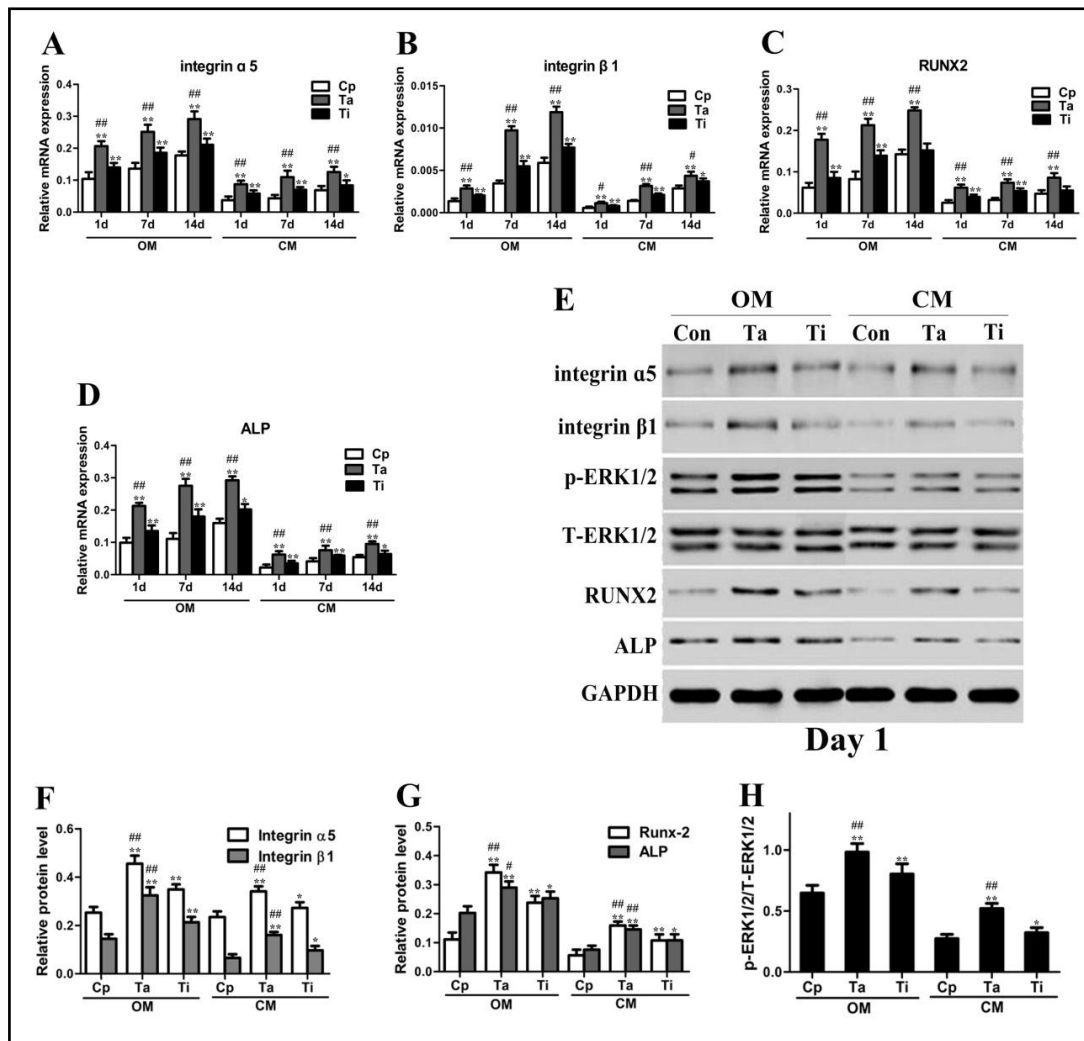 A
integrin α 5
Relative mRNA expression
0.4
0.3
0.2
0.1
0.0
Cp
Ta
Ti
## ## ## ## ## ##
** ** ** ** ** ** ** ** ** ** ** *
1d 7d 14d 1d 7d 14d
OM CM
B
integrin β 1
Relative mRNA expression
0.015
0.010
0.005
0.000
Cp
Ta
Ti
## ## ## # ## #
** ** ** ** ** ** ** ** ** ** ** *
1d 7d 14d 1d 7d 14d
OM CM
C
RUNX2
Relative mRNA expression
0.3
0.2
0.1
0.0
Cp
Ta
Ti
## ## ## ## ## ##
** ** ** ** ** ** ** ** ** **
1d 7d 14d 1d 7d 14d
OM CM
D
ALP
Relative mRNA expression
0.4
0.3
0.2
0.1
0.0
Cp
Ta
Ti
## ## ## ## ## ##
** ** ** ** ** * ** ** ** ** ** *
1d 7d 14d 1d 7d 14d
OM CM
E
OM CM
Con Ta Ti Con Ta Ti
integrin α5
integrin β1
p-ERK1/2
T-ERK1/2
RUNX2
ALP
GAPDH
Day 1
F
Relative protein level
0.6
0.4
0.2
0.0
Integrin α5
Integrin β1
## ## ## ##
** ** ** ** ** ** * *
Cp Ta Ti Cp Ta Ti
OM CM
G
Relative protein level
0.5
0.4
0.3
0.2
0.1
0.0
Runx-2
ALP
## # ## ##
** ** ** * ** ** ** *
Cp Ta Ti Cp Ta Ti
OM CM
H
p-ERK1/2/T-ERK1/2
1.0
0.5
0.0
## ##
** ** ** *
Cp Ta Ti Cp Ta Ti
OM CM